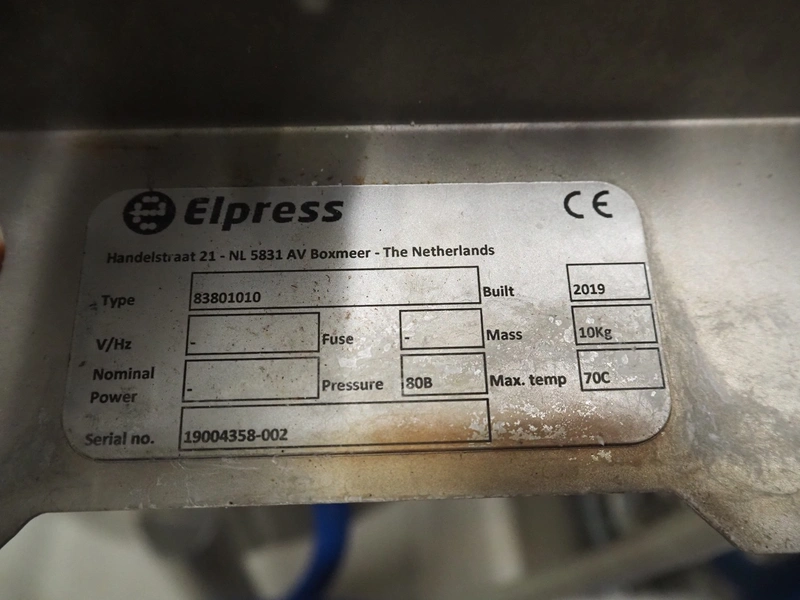 Elpress CE
Handelstraat 21 - NL 5831 AV Boxmeer - The Netherlands
Type 83801010 Built 2019
V/Hz - Fuse - Mass 10Kg
Nominal Power - Pressure 80B Max. temp 70C
Serial no. 19004358-002